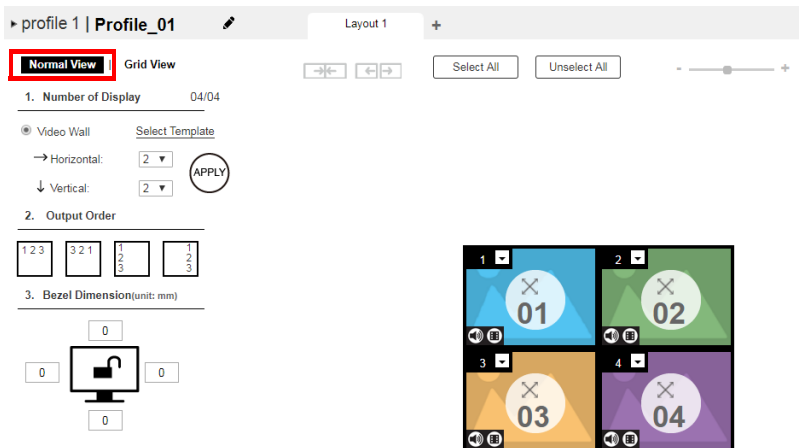 ▸ profile 1 | Profile_01
Layout 1
+
Normal View | Grid View
Select All
Unselect All
- +
1. Number of Display 04/04
Video Wall Select Template
→ Horizontal: 2 ▼
APPLY
↓ Vertical: 2 ▼
2. Output Order
1 2 3
3 2 1
1
2
3
1
2
3
3. Bezel Dimension(unit: mm)
0
0
0
0
1
01
2
02
3
03
4
04